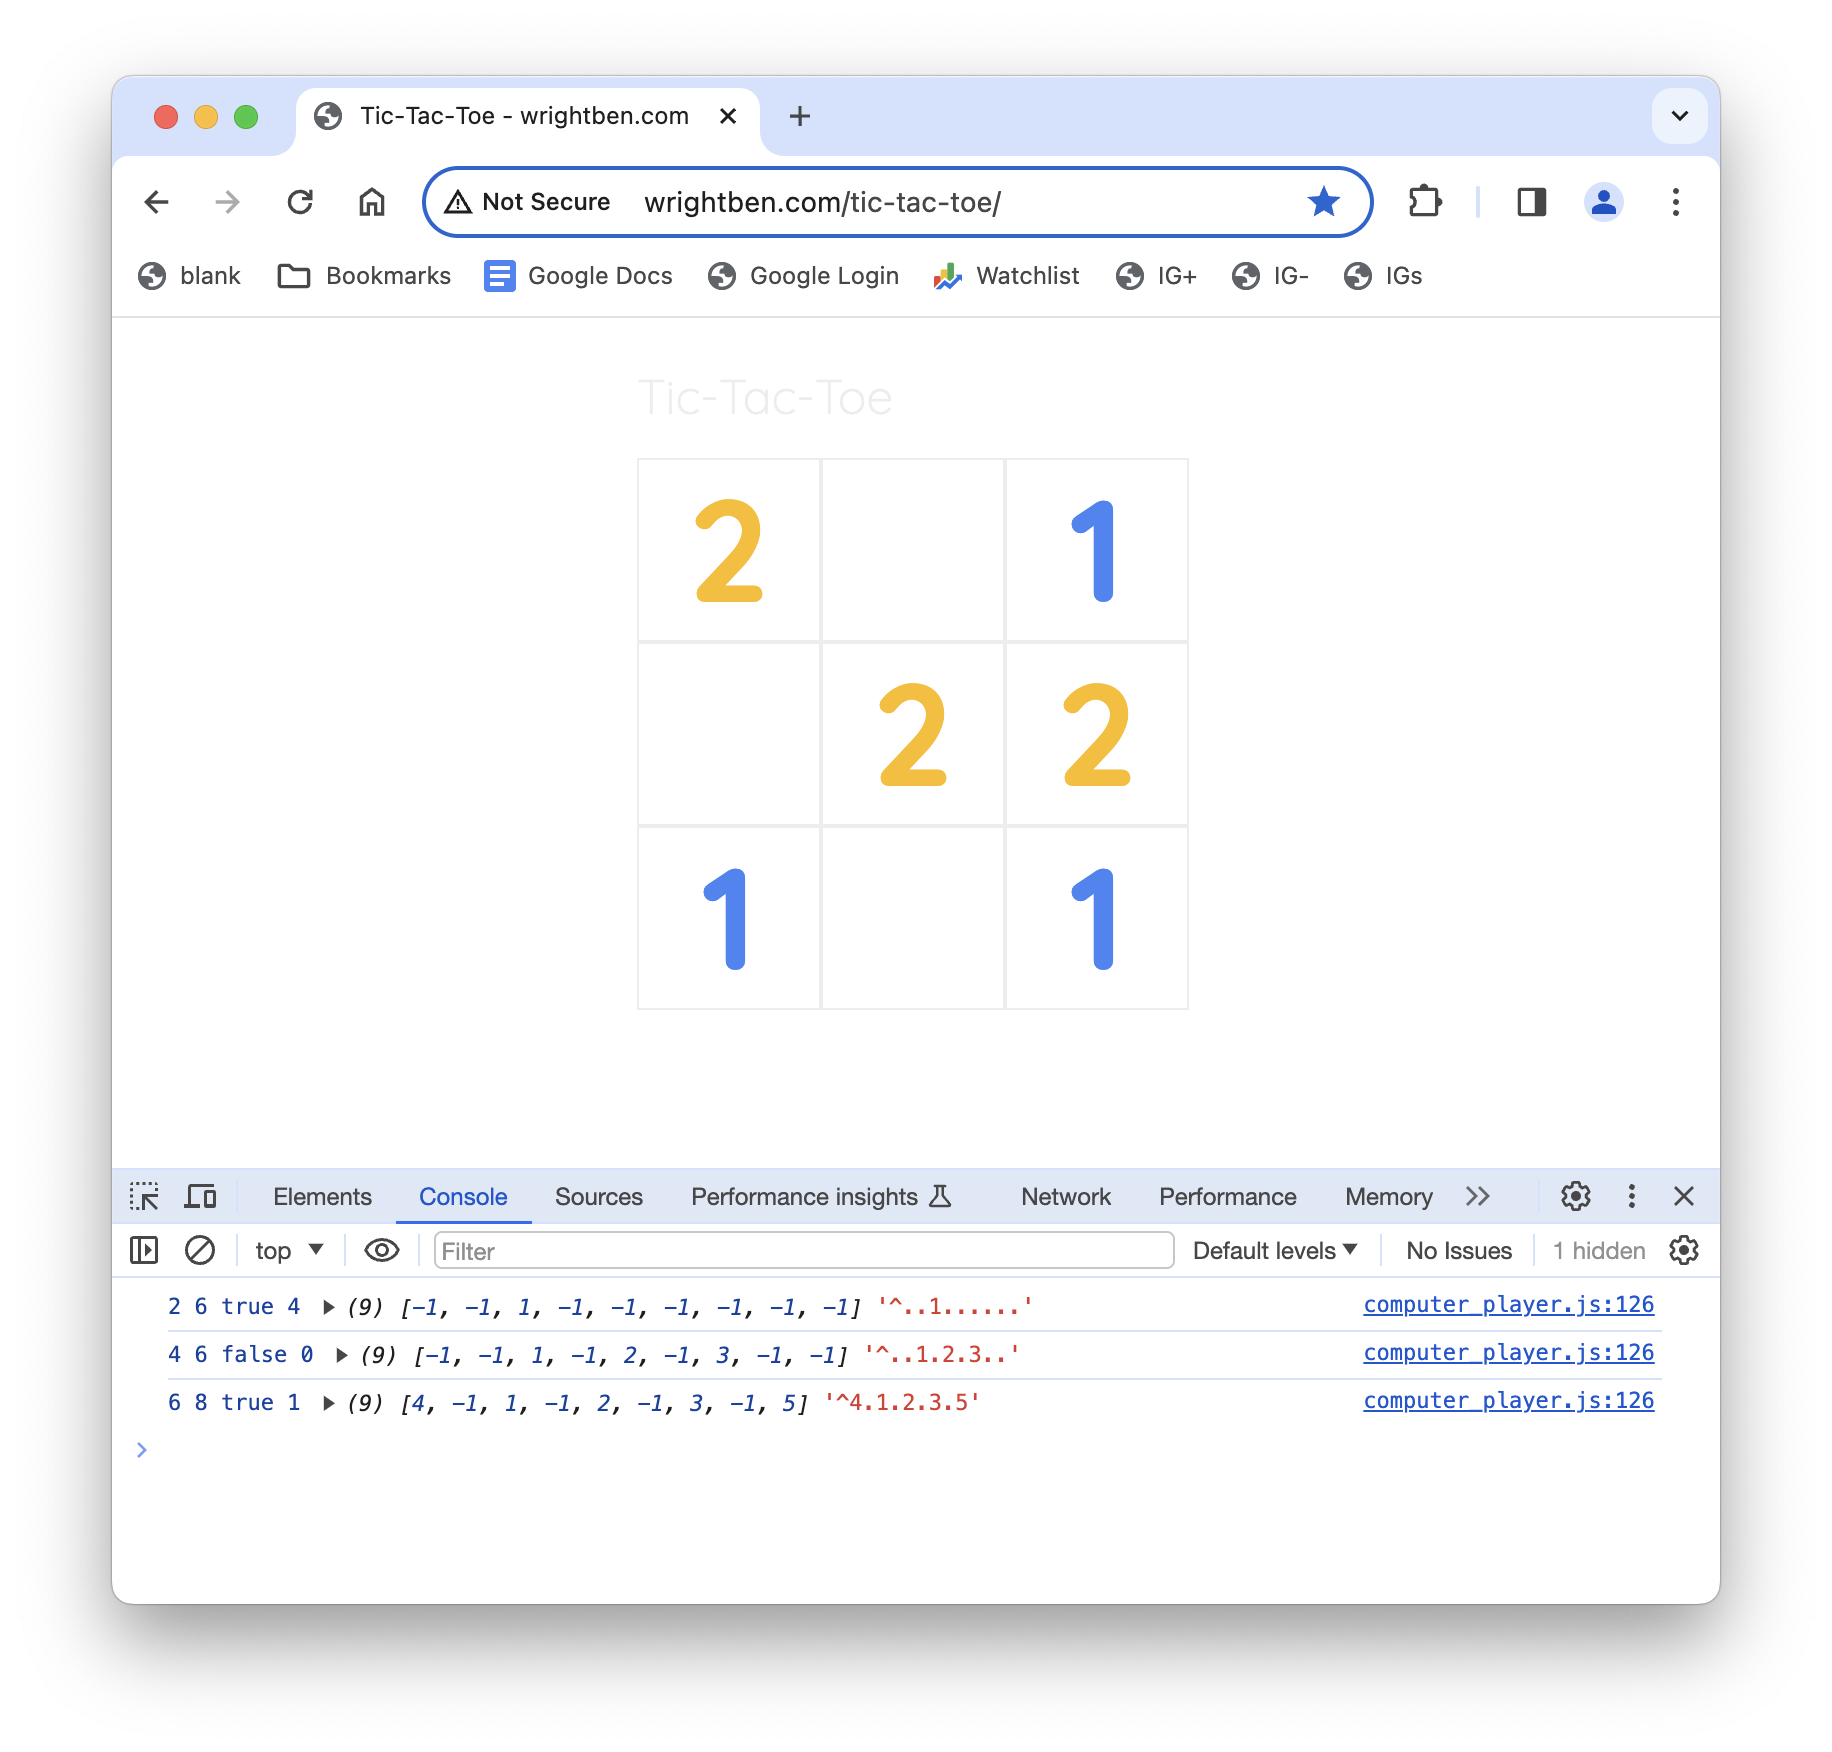 Tic-Tac-Toe - wrightben.com
Not Secure wrightben.com/tic-tac-toe/
blank Bookmarks Google Docs Google Login Watchlist IG+ IG- IGs
Tic-Tac-Toe
2 1
2 2
1 1
Elements Console Sources Performance insights Network Performance Memory
top Filter Default levels No Issues 1 hidden
2 6 true 4 (9) [−1, −1, 1, −1, −1, −1, −1, −1, −1] '^..1......' computer_player.js:126
4 6 false 0 (9) [−1, −1, 1, −1, 2, −1, 3, −1, −1] '^..1.2.3..' computer_player.js:126
6 8 true 1 (9) [4, −1, 1, −1, 2, −1, 3, −1, 5] '^4.1.2.3.5' computer_player.js:126